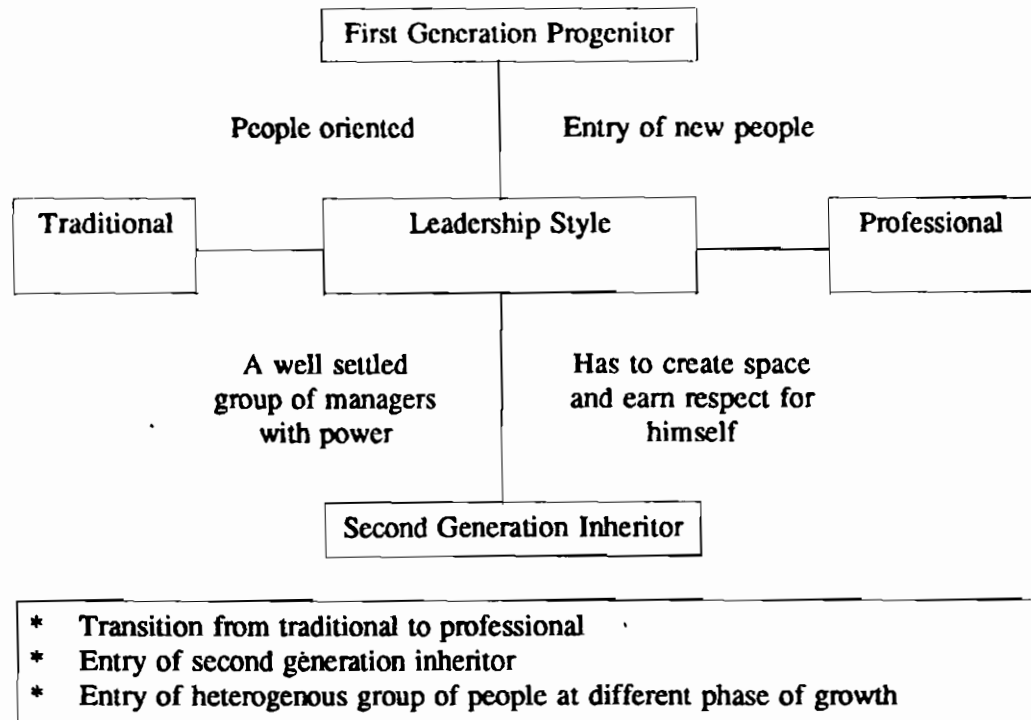 First Generation Progenitor
People oriented
Entry of new people
Traditional
Leadership Style
Professional
A well settled
group of managers
with power
Has to create space
and earn respect for
himself
Second Generation Inheritor
* Transition from traditional to professional
* Entry of second generation inheritor
* Entry of heterogenous group of people at different phase of growth